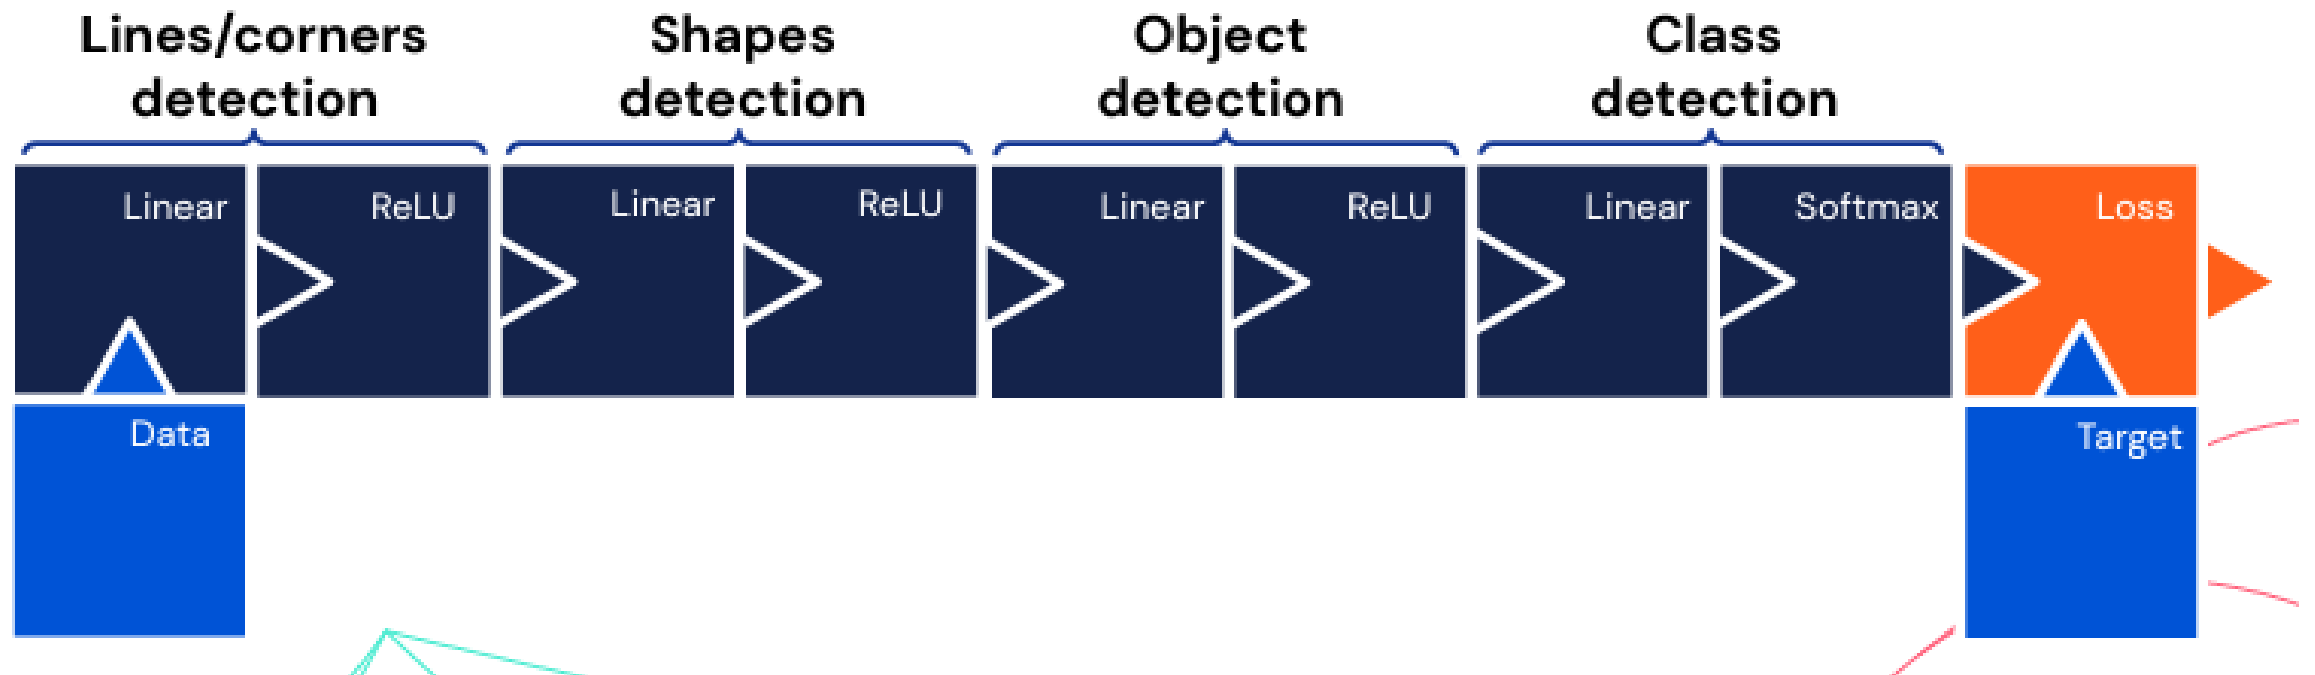 Lines/corners
detection
Shapes
detection
Object
detection
Class
detection
Linear
ReLU
Linear
ReLU
Linear
ReLU
Linear
Softmax
Loss
Data
Target